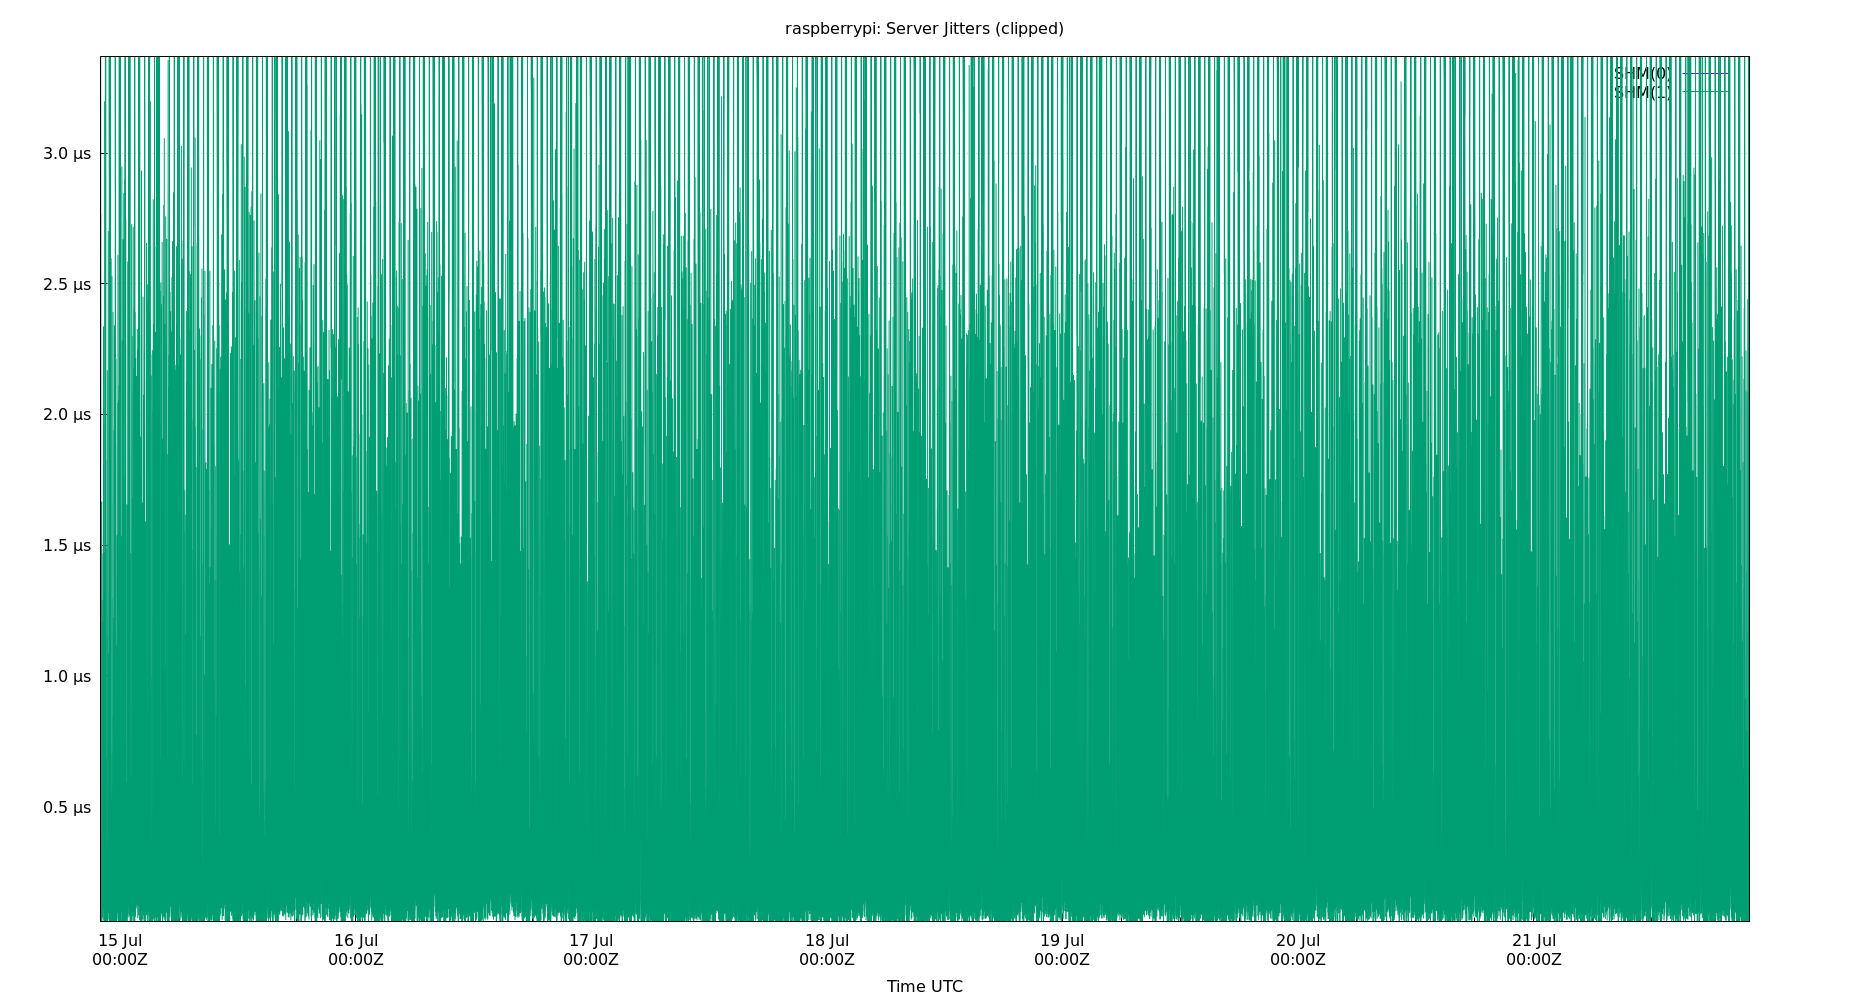 raspberrypi: Server Jitters (clipped)
SHM(0)
SHM(1)
3.0 µs
2.5 µs
2.0 µs
1.5 µs
1.0 µs
0.5 µs
15 Jul 16 Jul 17 Jul 18 Jul 19 Jul 20 Jul 21 Jul
00:00Z 00:00Z 00:00Z 00:00Z 00:00Z 00:00Z 00:00Z
Time UTC